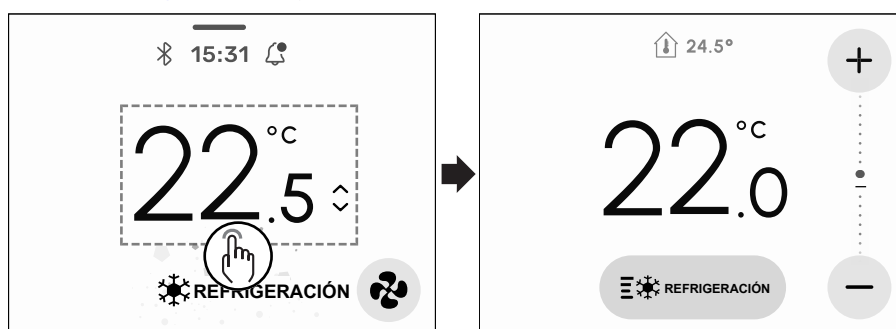 15:31
22.5 °C
REFRIGERACIÓN
24.5°
22.0 °C
REFRIGERACIÓN